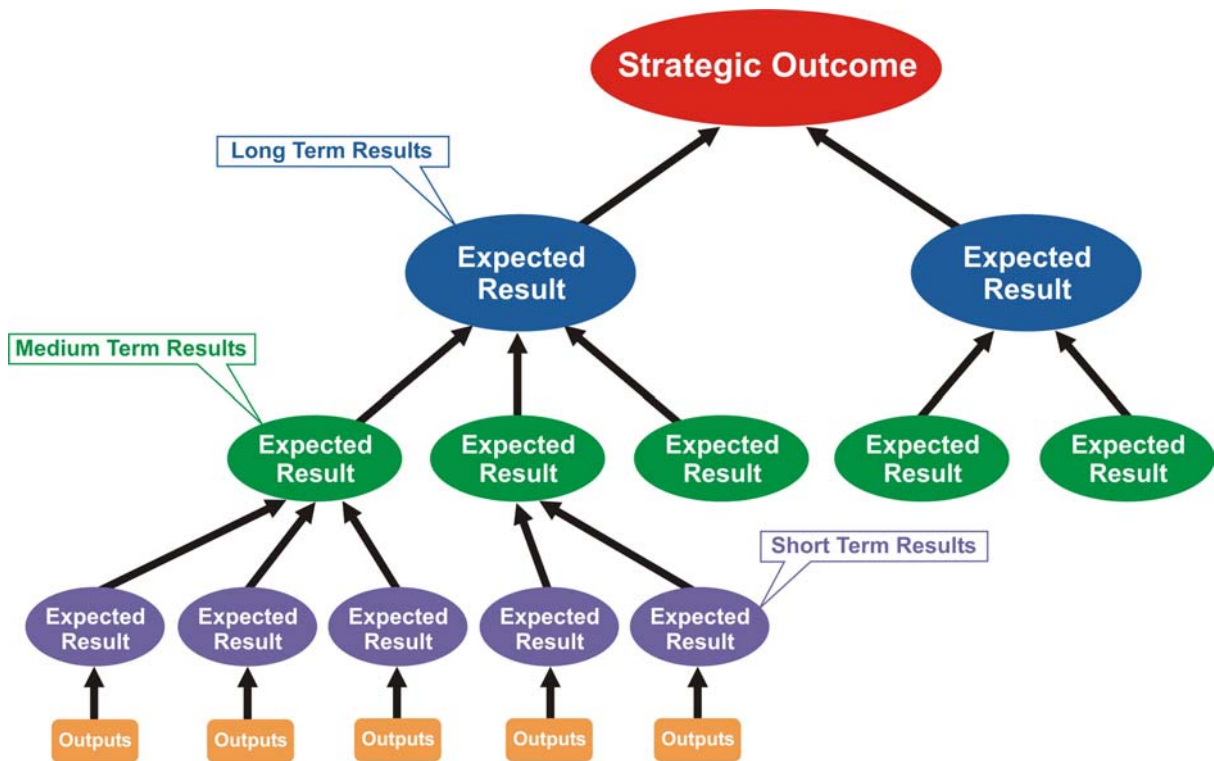 Strategic Outcome
Long Term Results
Expected
Result
Expected
Result
Medium Term Results
Expected
Result
Expected
Result
Expected
Result
Expected
Result
Expected
Result
Short Term Results
Expected
Result
Expected
Result
Expected
Result
Expected
Result
Expected
Result
Outputs
Outputs
Outputs
Outputs
Outputs